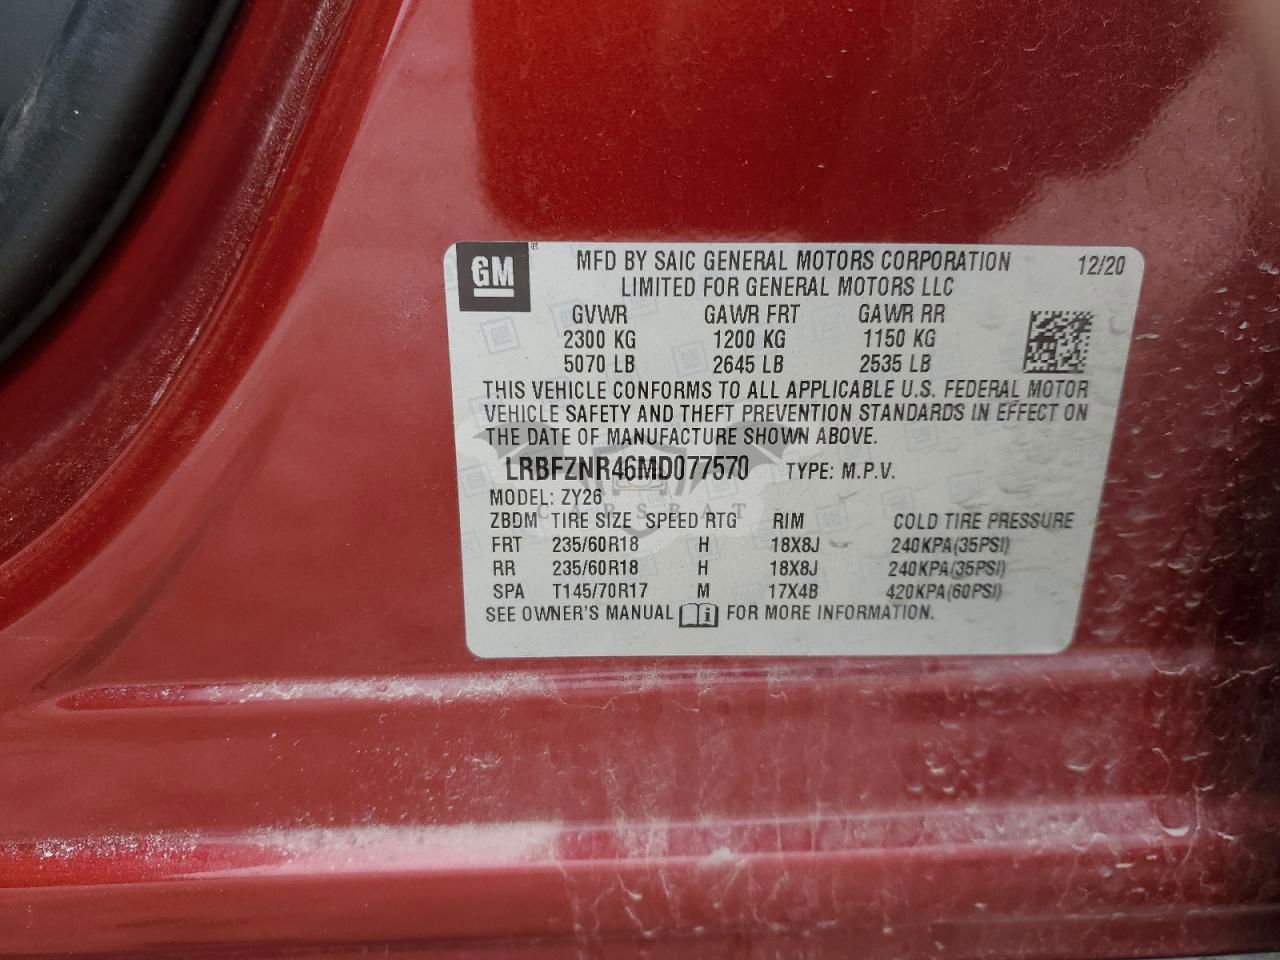 GM
MFD BY SAIC GENERAL MOTORS CORPORATION 12/20
LIMITED FOR GENERAL MOTORS LLC
GVWR GAWR FRT GAWR RR
2300 KG 1200 KG 1150 KG
5070 LB 2645 LB 2535 LB
THIS VEHICLE CONFORMS TO ALL APPLICABLE U.S. FEDERAL MOTOR
VEHICLE SAFETY AND THEFT PREVENTION STANDARDS IN EFFECT ON
THE DATE OF MANUFACTURE SHOWN ABOVE.
LRBFZNR46MD077570 TYPE: M.P.V.
MODEL: ZY26
CARSBAT
ZBDM TIRE SIZE SPEED RTG RIM COLD TIRE PRESSURE
FRT 235/60R18 H 18X8J 240KPA(35PSI)
RR 235/60R18 H 18X8J 240KPA(35PSI)
SPA T145/70R17 M 17X4B 420KPA(60PSI)
SEE OWNER'S MANUAL i FOR MORE INFORMATION.